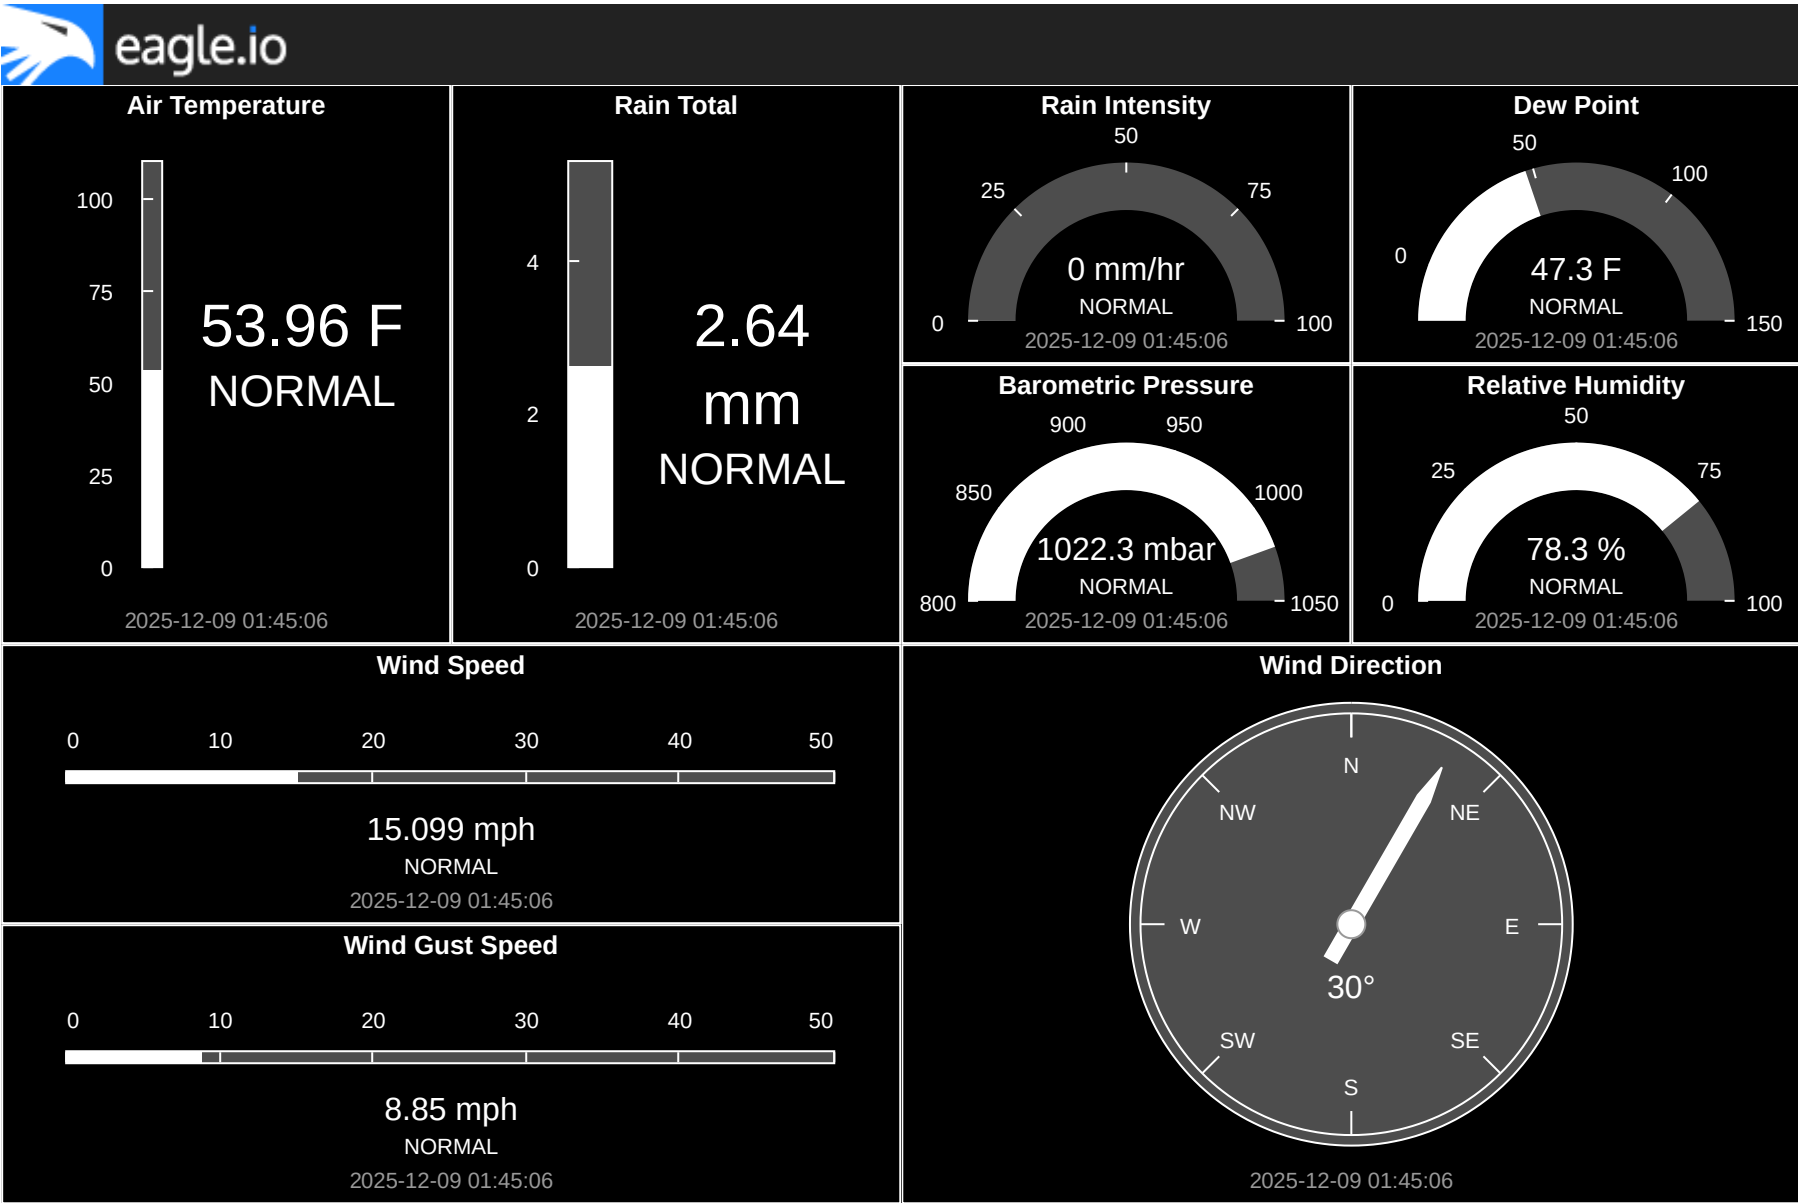 eagle.io
Air Temperature
100
75
50
25
0
53.96 F
NORMAL
2025-12-09 01:45:06
Rain Total
4
2
0
2.64
mm
NORMAL
2025-12-09 01:45:06
Rain Intensity
50
25
75
0
100
0 mm/hr
NORMAL
2025-12-09 01:45:06
Dew Point
50
100
0
150
47.3 F
NORMAL
2025-12-09 01:45:06
Barometric Pressure
900
950
850
1000
800
1050
1022.3 mbar
NORMAL
2025-12-09 01:45:06
Relative Humidity
50
25
75
0
100
78.3 %
NORMAL
2025-12-09 01:45:06
Wind Speed
0 10 20 30 40 50
15.099 mph
NORMAL
2025-12-09 01:45:06
Wind Gust Speed
0 10 20 30 40 50
8.85 mph
NORMAL
2025-12-09 01:45:06
Wind Direction
N
NW NE
W E
30°
SW SE
S
2025-12-09 01:45:06